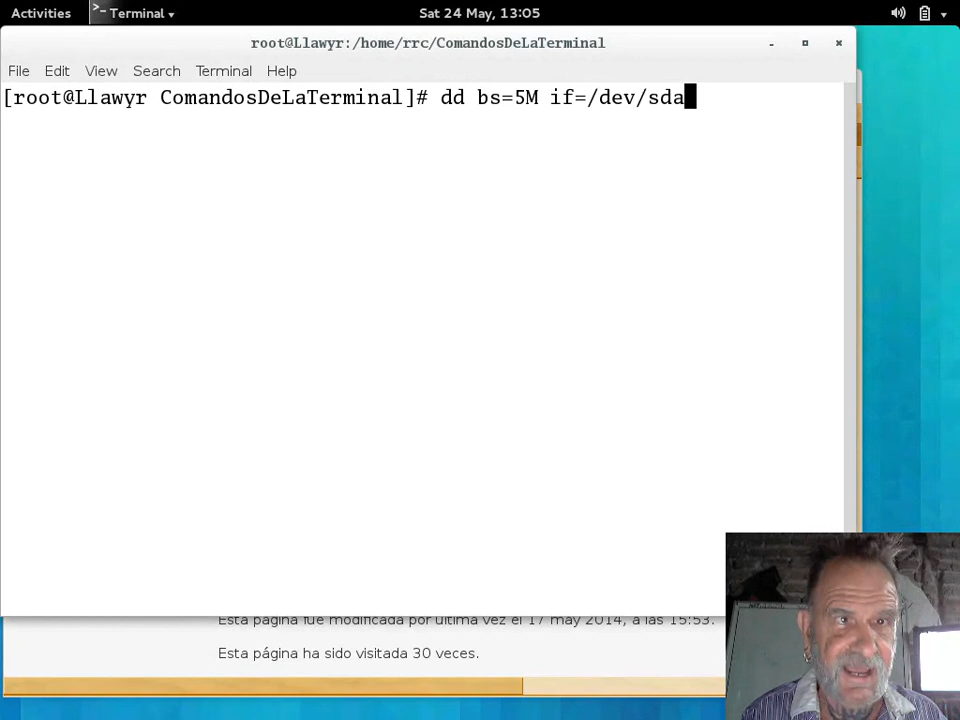 Activities >_ Terminal Sat 24 May, 13:05
root@Llawyr:/home/rrc/ComandosDeLaTerminal
File Edit View Search Terminal Help
[root@Llawyr ComandosDeLaTerminal]# dd bs=5M if=/dev/sda
Esta página fue modificada por última vez el 17 may 2014, a las 15:53.
Esta página ha sido visitada 30 veces.